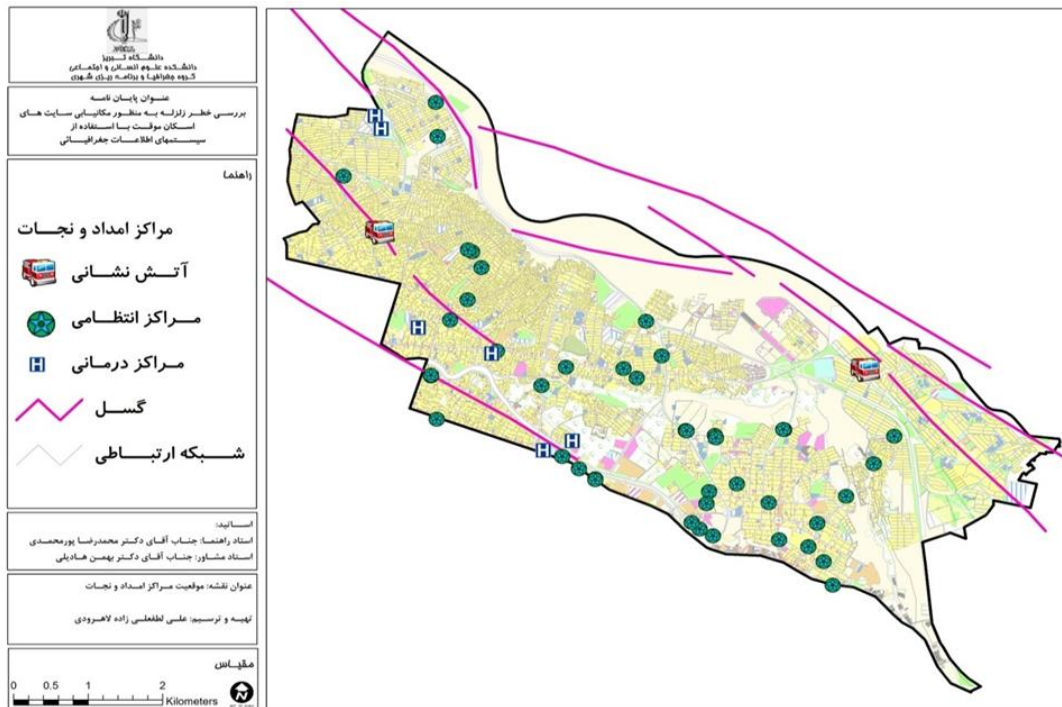 دانشگاه تبریز
دانشکده علوم انسانی و اجتماعی
گروه جغرافیا و برنامه ریزی شهری
عنوان پایان نامه
بررسی خطر زلزله به منظور مکانیابی سایت های
اسکان موقت با استفاده از
سیستمهای اطلاعات جغرافیائی
راهنما
مراکز امداد و نجات
آتش نشانی
مراکز انتظامی
مراکز درمانی
گسل
شبکه ارتباطی
اساتید:
استاد راهنما: جناب آقای دکتر محمدرضا پورمحمدی
استاد مشاور: جناب آقای دکتر بهمن هادیلی
عنوان نقشه: موقعیت مراکز امداد و نجات
تهیه و ترسیم: علی لطفعلی زاده لاهرودی
مقیاس
0 0.5 1 2
Kilometers
N
H
H
H
H
H
H
H